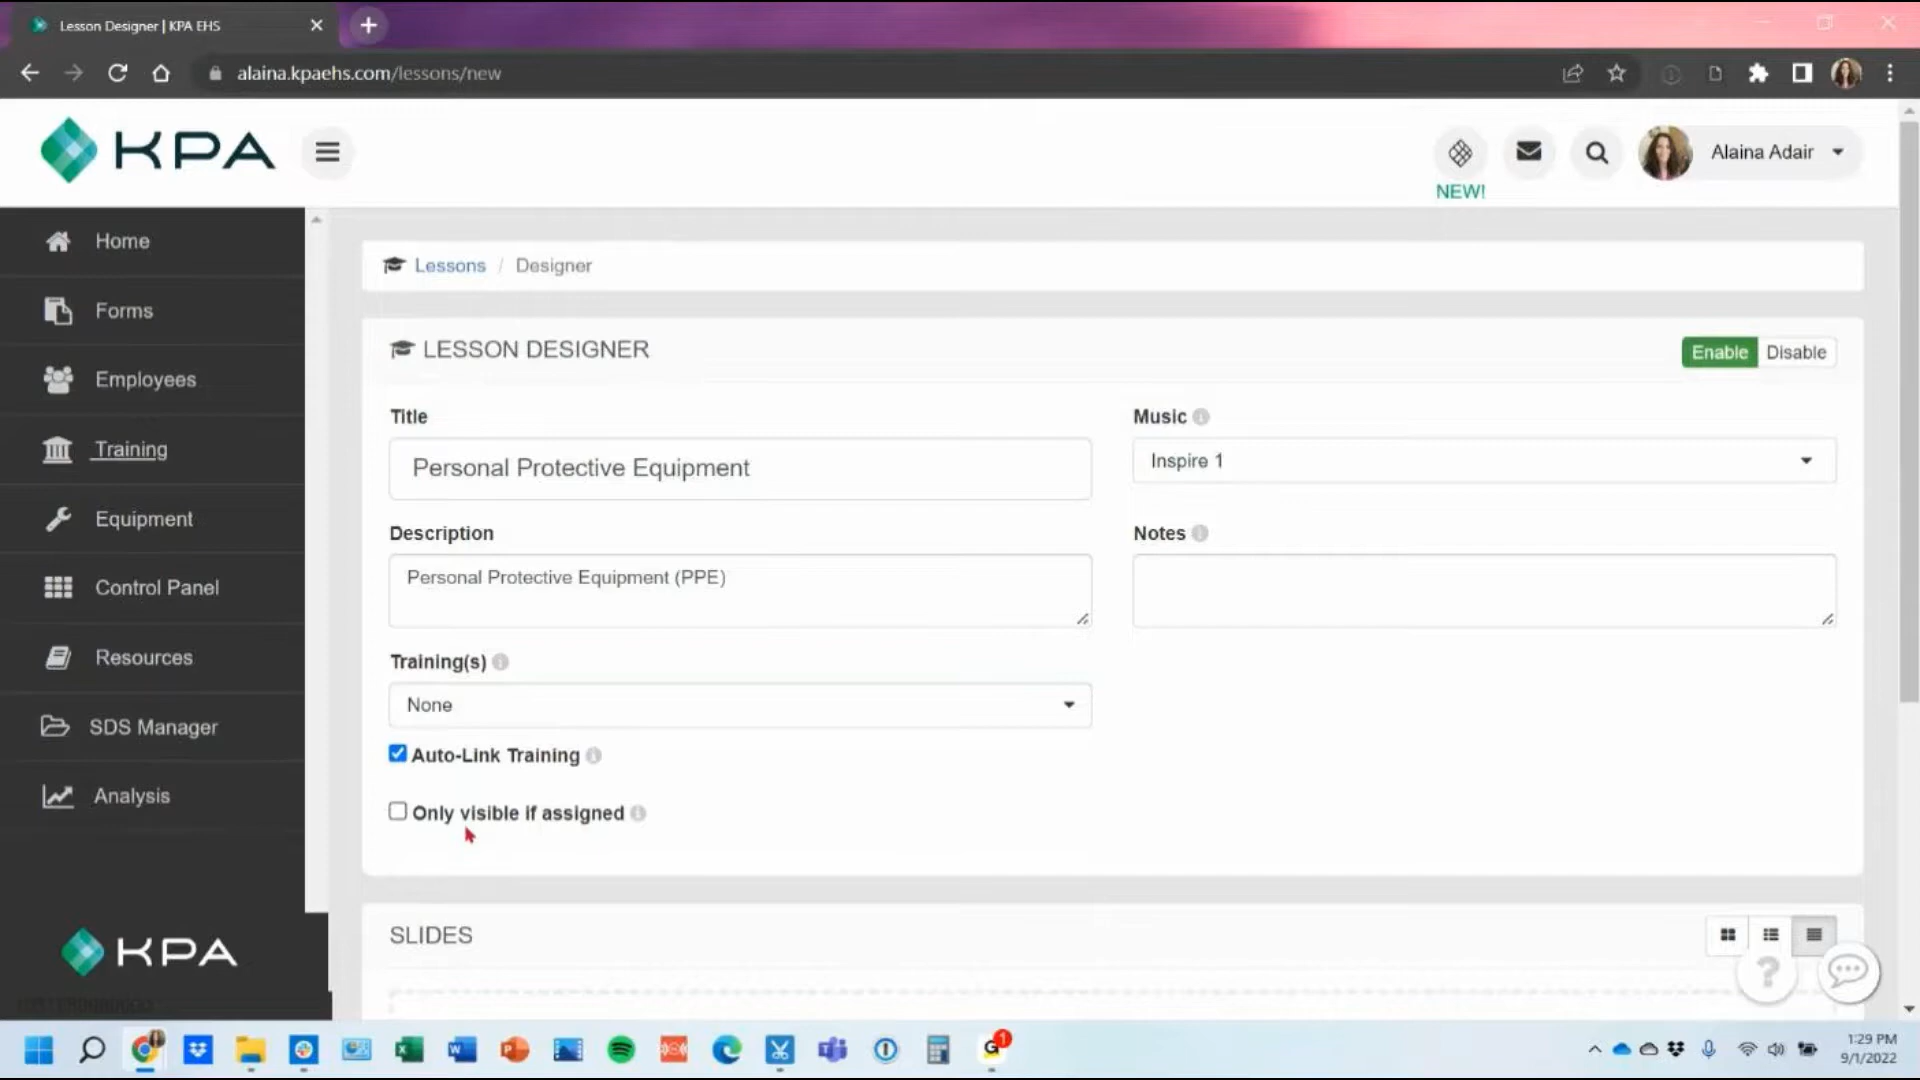 Lesson Designer | KPA EHS
alaina.kpaehs.com/lessons/new
KPA
NEW!
Alaina Adair
Home
Forms
Employees
Training
Equipment
Control Panel
Resources
SDS Manager
Analysis
KPA
Lessons / Designer
LESSON DESIGNER
Enable Disable
Title
Personal Protective Equipment
Music
Inspire 1
Description
Personal Protective Equipment (PPE)
Notes
Training(s)
None
Auto-Link Training
Only visible if assigned
SLIDES
?
1
1:29 PM
9/1/2022